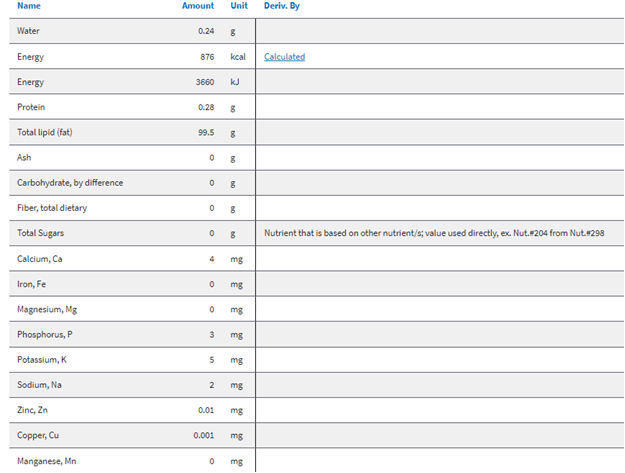 Name Amount Unit Deriv. By
Water 0.24 g
Energy 876 kcal Calculated
Energy 3660 kJ
Protein 0.28 g
Total lipid (fat) 99.5 g
Ash 0 g
Carbohydrate, by difference 0 g
Fiber, total dietary 0 g
Total Sugars 0 g Nutrient that is based on other nutrient/s; value used directly, ex. Nut.#204 from Nut.#298
Calcium, Ca 4 mg
Iron, Fe 0 mg
Magnesium, Mg 0 mg
Phosphorus, P 3 mg
Potassium, K 5 mg
Sodium, Na 2 mg
Zinc, Zn 0.01 mg
Copper, Cu 0.001 mg
Manganese, Mn 0 mg